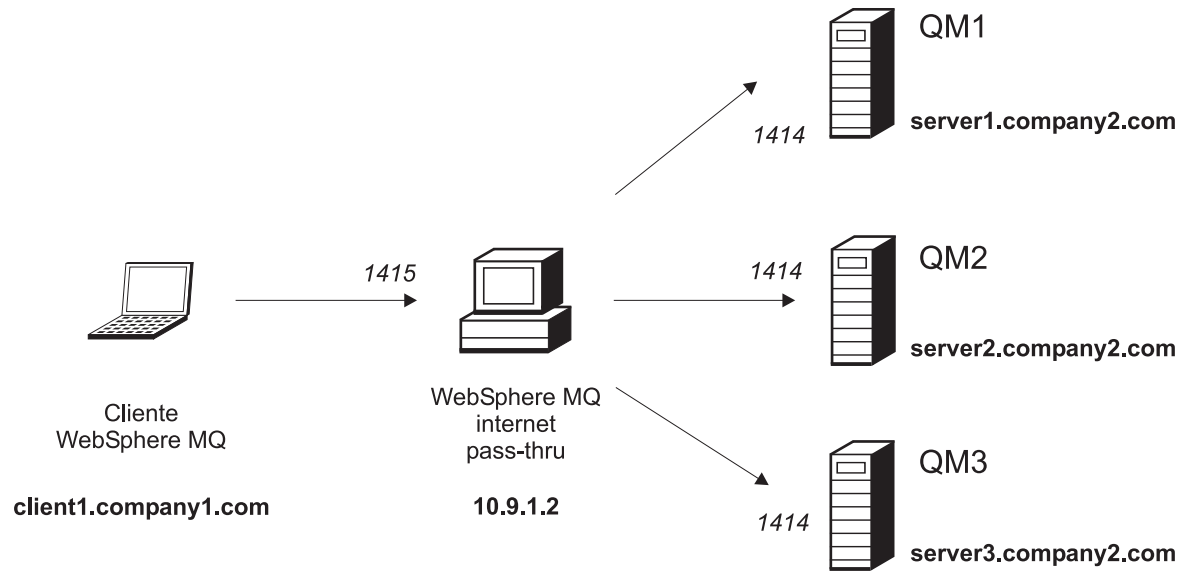 QM1
server1.company2.com
1414
1415
1414
QM2
server2.company2.com
Cliente
WebSphere MQ
client1.company1.com
WebSphere MQ
internet
pass-thru
10.9.1.2
1414
QM3
server3.company2.com